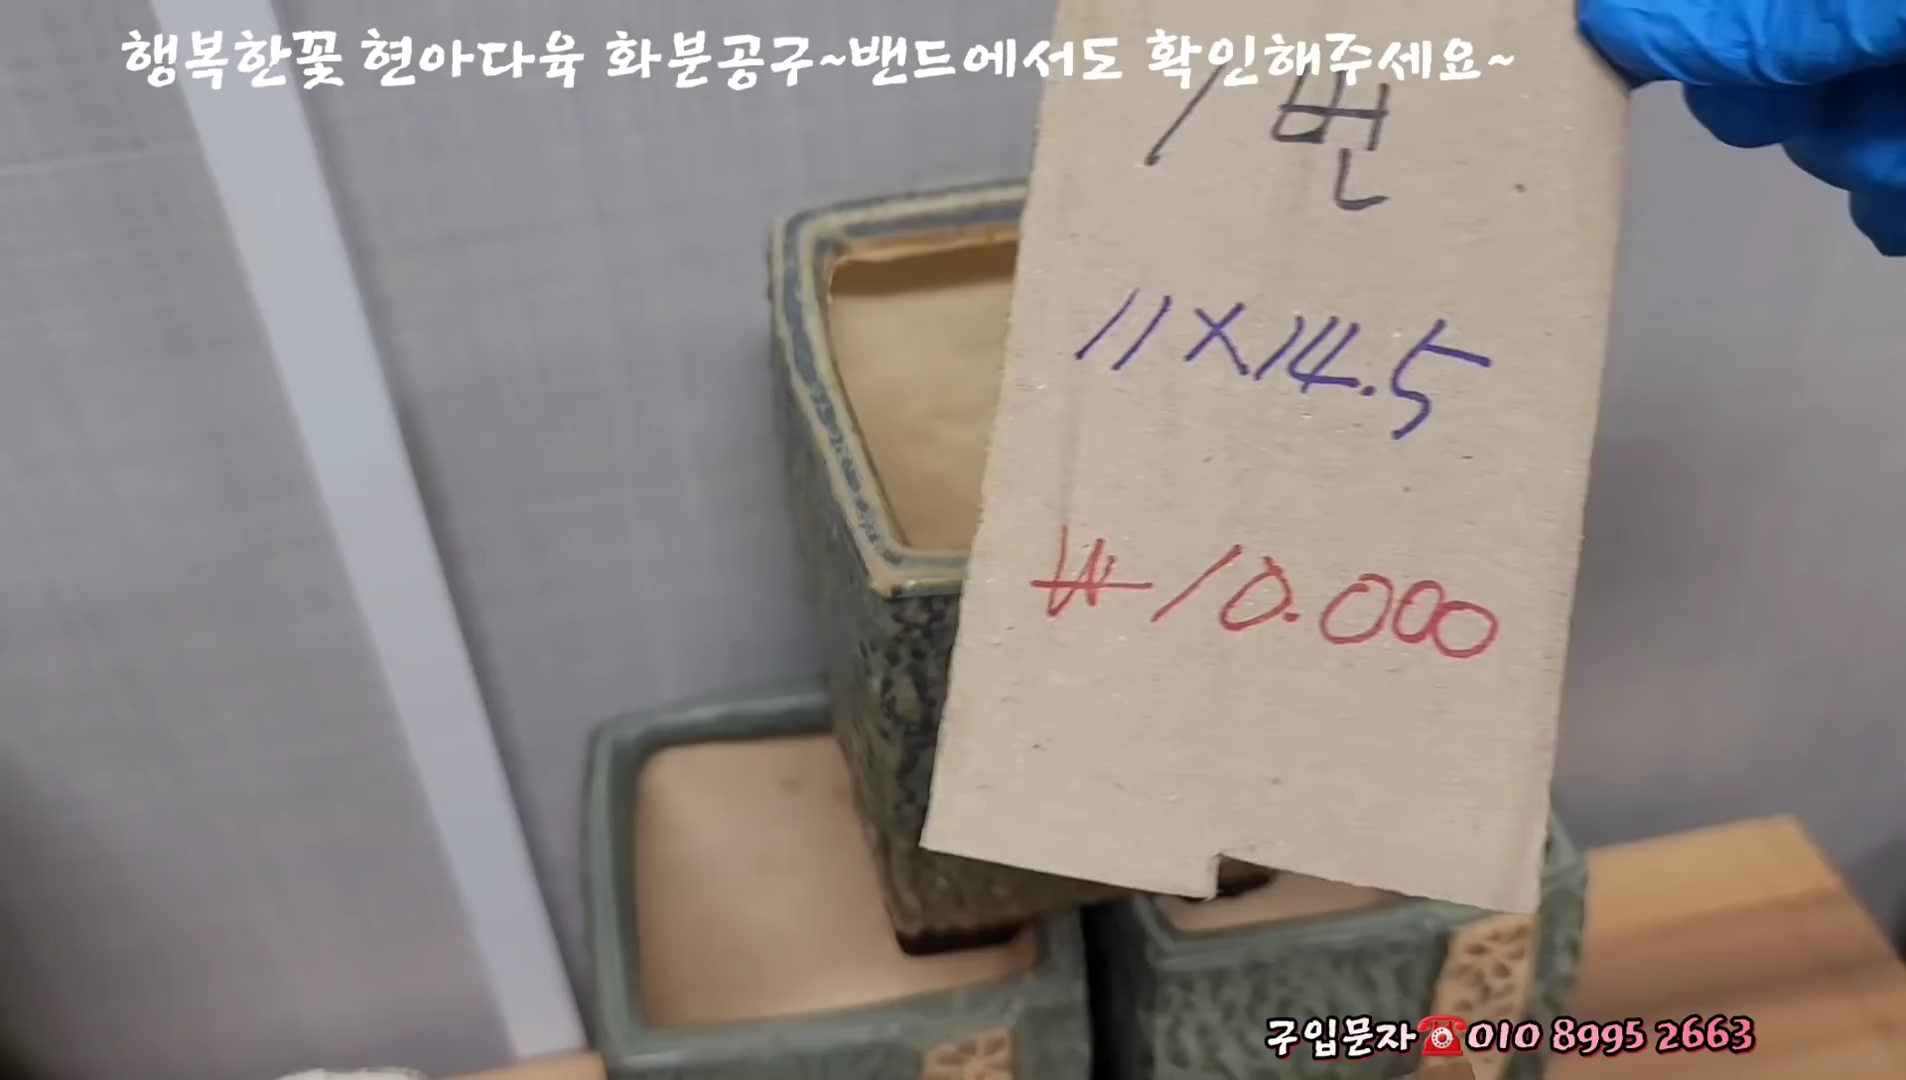 행복한꽃 현아다육 화분공구~밴드에서도 확인해주세요~
1번
11×14.5
₩10.000
구입문자☎010 8995 2663